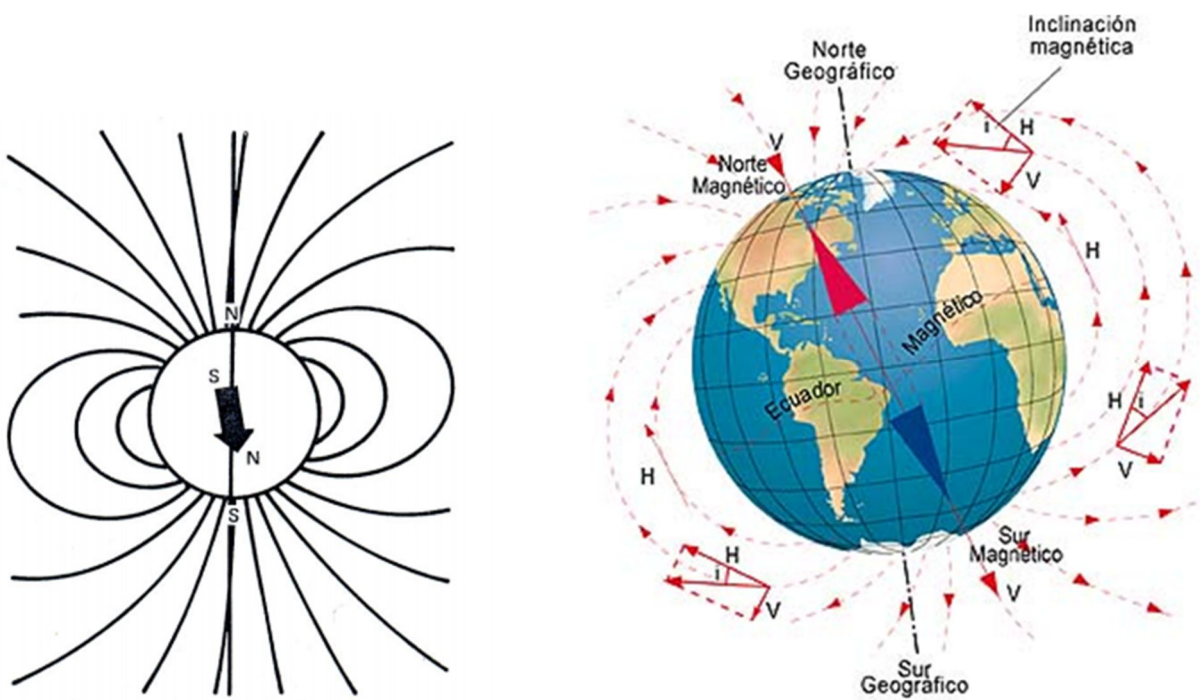 N
S
N
S
Inclinación
magnética
Norte
Geográfico
i
H
V
V
Norte
Magnético
H
Magnético
Ecuador
H
i
V
H
Sur
Magnético
H
i
V
V
Sur
Geográfico